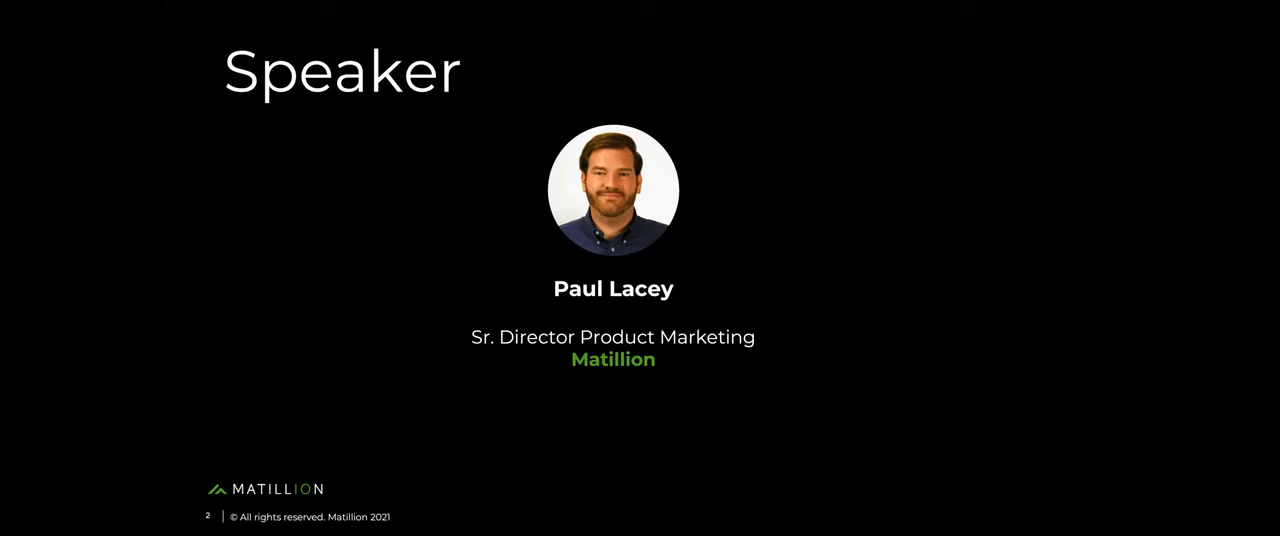 Speaker
Paul Lacey
Sr. Director Product Marketing
Matillion
MATILLION
2
© All rights reserved. Matillion 2021